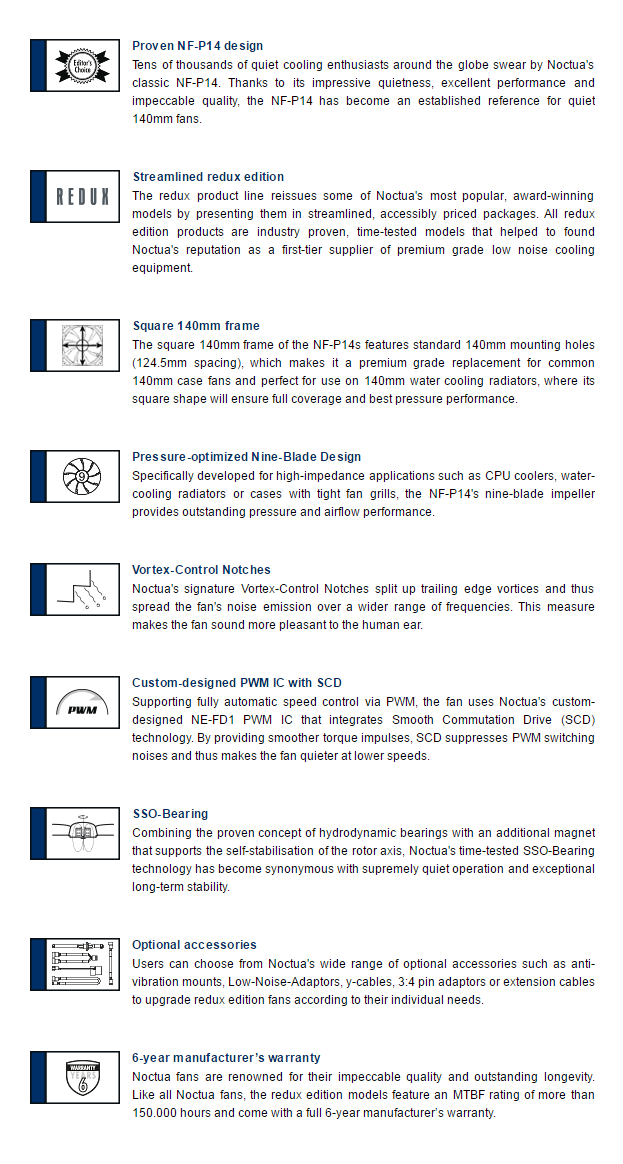 Proven NF-P14 design
Editor's
Choice
Tens of thousands of quiet cooling enthusiasts around the globe swear by Noctua's
classic NF-P14. Thanks to its impressive quietness, excellent performance and
impeccable quality, the NF-P14 has become an established reference for quiet
140mm fans.
Streamlined redux edition
REDUX
The redux product line reissues some of Noctua's most popular, award-winning
models by presenting them in streamlined, accessibly priced packages. All redux
edition products are industry proven, time-tested models that helped to found
Noctua's reputation as a first-tier supplier of premium grade low noise cooling
equipment.
Square 140mm frame
The square 140mm frame of the NF-P14s features standard 140mm mounting holes
(124.5mm spacing), which makes it a premium grade replacement for common
140mm case fans and perfect for use on 140mm water cooling radiators, where its
square shape will ensure full coverage and best pressure performance.
Pressure-optimized Nine-Blade Design
9
Specifically developed for high-impedance applications such as CPU coolers, water-
cooling radiators or cases with tight fan grills, the NF-P14's nine-blade impeller
provides outstanding pressure and airflow performance.
Vortex-Control Notches
Noctua's signature Vortex-Control Notches split up trailing edge vortices and thus
spread the fan's noise emission over a wider range of frequencies. This measure
makes the fan sound more pleasant to the human ear.
Custom-designed PWM IC with SCD
PWM
Supporting fully automatic speed control via PWM, the fan uses Noctua's custom-
designed NE-FD1 PWM IC that integrates Smooth Commutation Drive (SCD)
technology. By providing smoother torque impulses, SCD suppresses PWM switching
noises and thus makes the fan quieter at lower speeds.
SSO-Bearing
Combining the proven concept of hydrodynamic bearings with an additional magnet
that supports the self-stabilisation of the rotor axis, Noctua's time-tested SSO-Bearing
technology has become synonymous with supremely quiet operation and exceptional
long-term stability.
Optional accessories
Users can choose from Noctua's wide range of optional accessories such as anti-
vibration mounts, Low-Noise-Adaptors, y-cables, 3:4 pin adaptors or extension cables
to upgrade redux edition fans according to their individual needs.
6-year manufacturer's warranty
WARRANTY
YEARS
6
Noctua fans are renowned for their impeccable quality and outstanding longevity.
Like all Noctua fans, the redux edition models feature an MTBF rating of more than
150.000 hours and come with a full 6-year manufacturer's warranty.